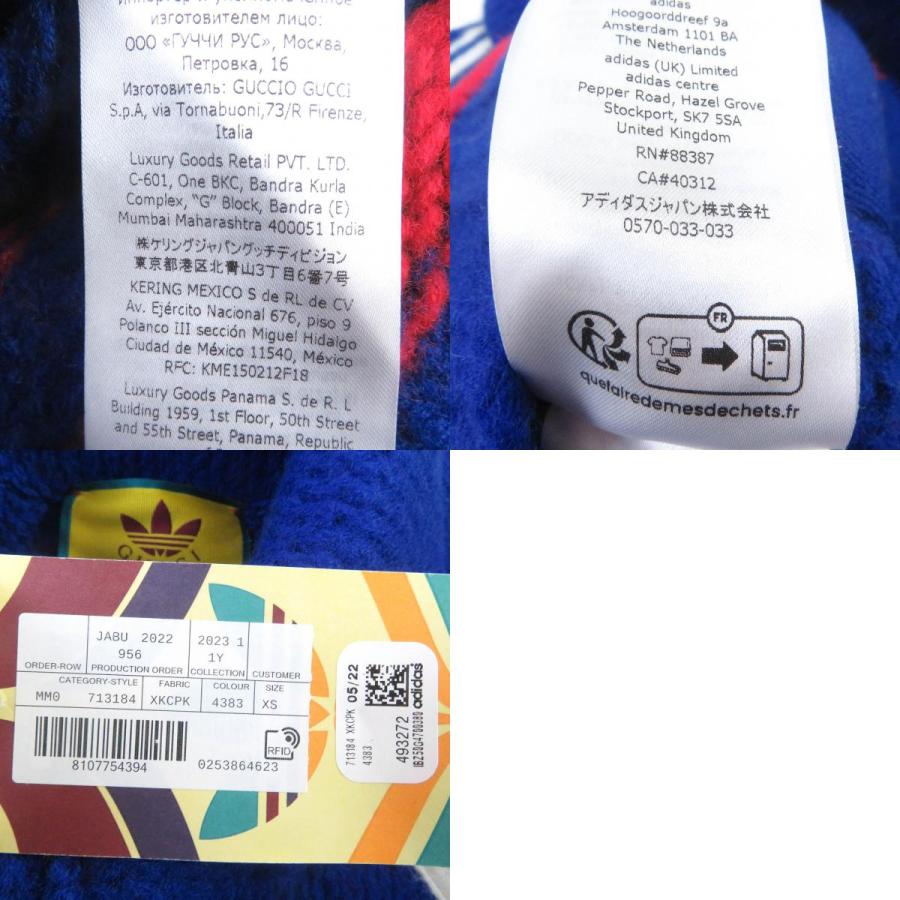 изготовителем лицо:
ООО «ГУЧЧИ РУС», Москва,
Петровка, 16
Изготовитель: GUCCIO GUCCI
S.p.A, via Tornabuoni,73/R Firenze,
Italia
Luxury Goods Retail PVT. LTD.
C-601, One BKC, Bandra Kurla
Complex, "G" Block, Bandra (E)
Mumbai Maharashtra 400051 India
㈱ケリングジャパングッチディビジョン
東京都港区北青山3丁目6番7号
KERING MEXICO S de RL de CV
Av. Ejército Nacional 676, piso 9
Polanco III sección Miguel Hidalgo
Ciudad de México 11540, México
RFC: KME150212F18
Luxury Goods Panama S. de R. L
Building 1959, 1st Floor, 50th Street
and 55th Street, Panama, Republic
adidas
Hoogoorddreef 9a
Amsterdam 1101 BA
The Netherlands
adidas (UK) Limited
adidas centre
Pepper Road, Hazel Grove
Stockport, SK7 5SA
United Kingdom
RN#88387
CA#40312
アディダスジャパン株式会社
0570-033-033
FR
quefairedemesdechets.fr
JABU 2022 2023 1
956 1Y
ORDER-ROW PRODUCTION ORDER COLLECTION CUSTOMER
CATEGORY-STYLE FABRIC COLOUR SIZE
MM0 713184 XKCPK 4383 XS
RFID
8107754394 0253864623
713184 XKCPK 05/22
4383
493272 adidas